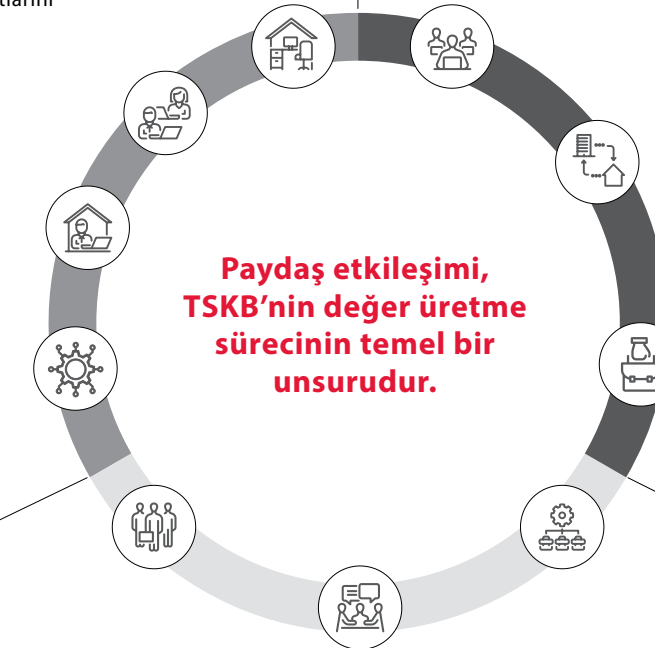 Paydaş etkileşimi,
TSKB’nin değer üretme
sürecinin temel bir
unsurudur.